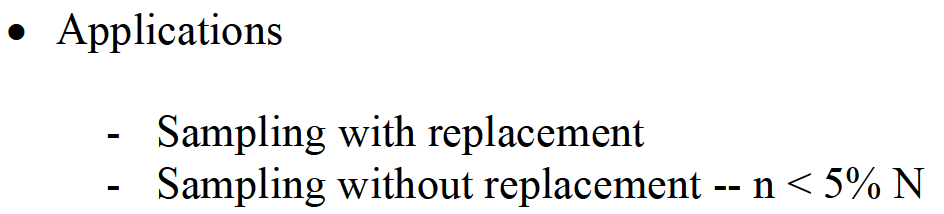 • Applications
- Sampling with replacement
- Sampling without replacement -- n < 5% N